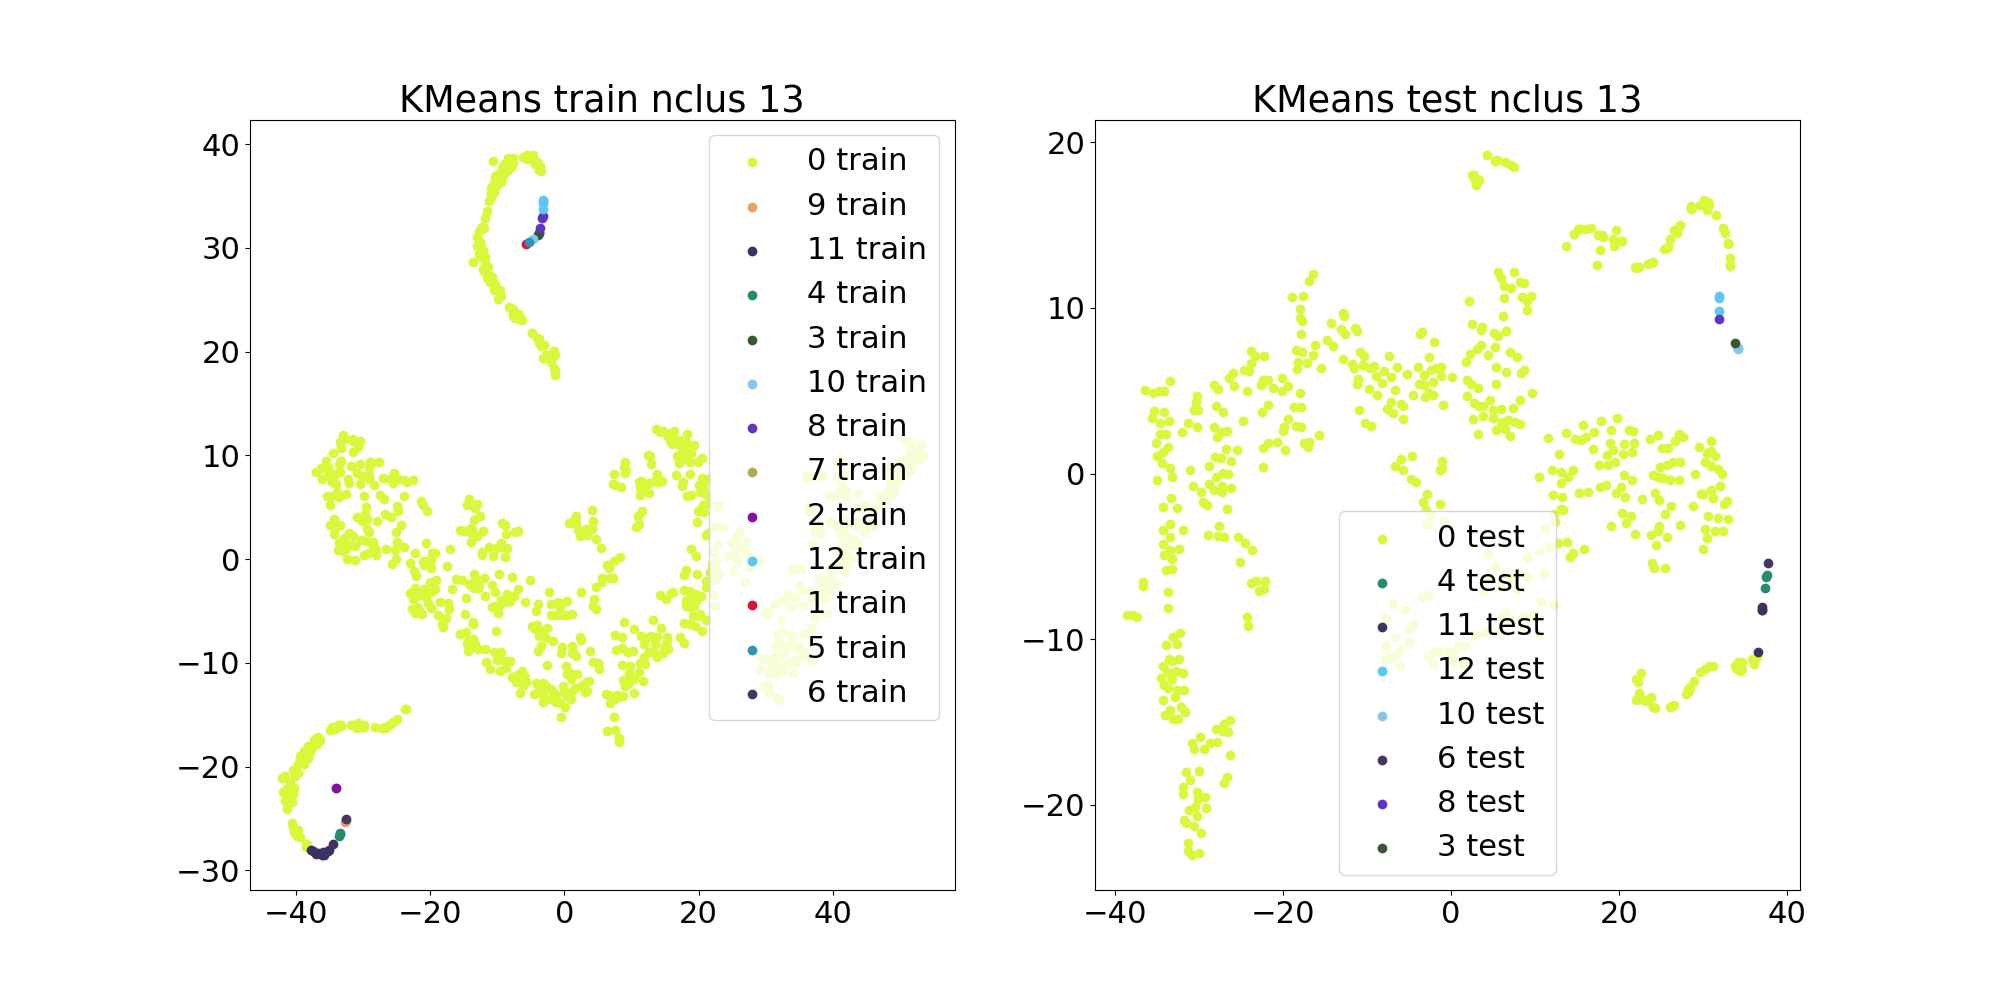 KMeans train nclus 13
40
30
20
10
0
−10
−20
−30
−40
−20
0
20
40
0 train
9 train
11 train
4 train
3 train
10 train
8 train
7 train
2 train
12 train
1 train
5 train
6 train
KMeans test nclus 13
20
10
0
−10
−20
−40
−20
0
20
40
0 test
4 test
11 test
12 test
10 test
6 test
8 test
3 test